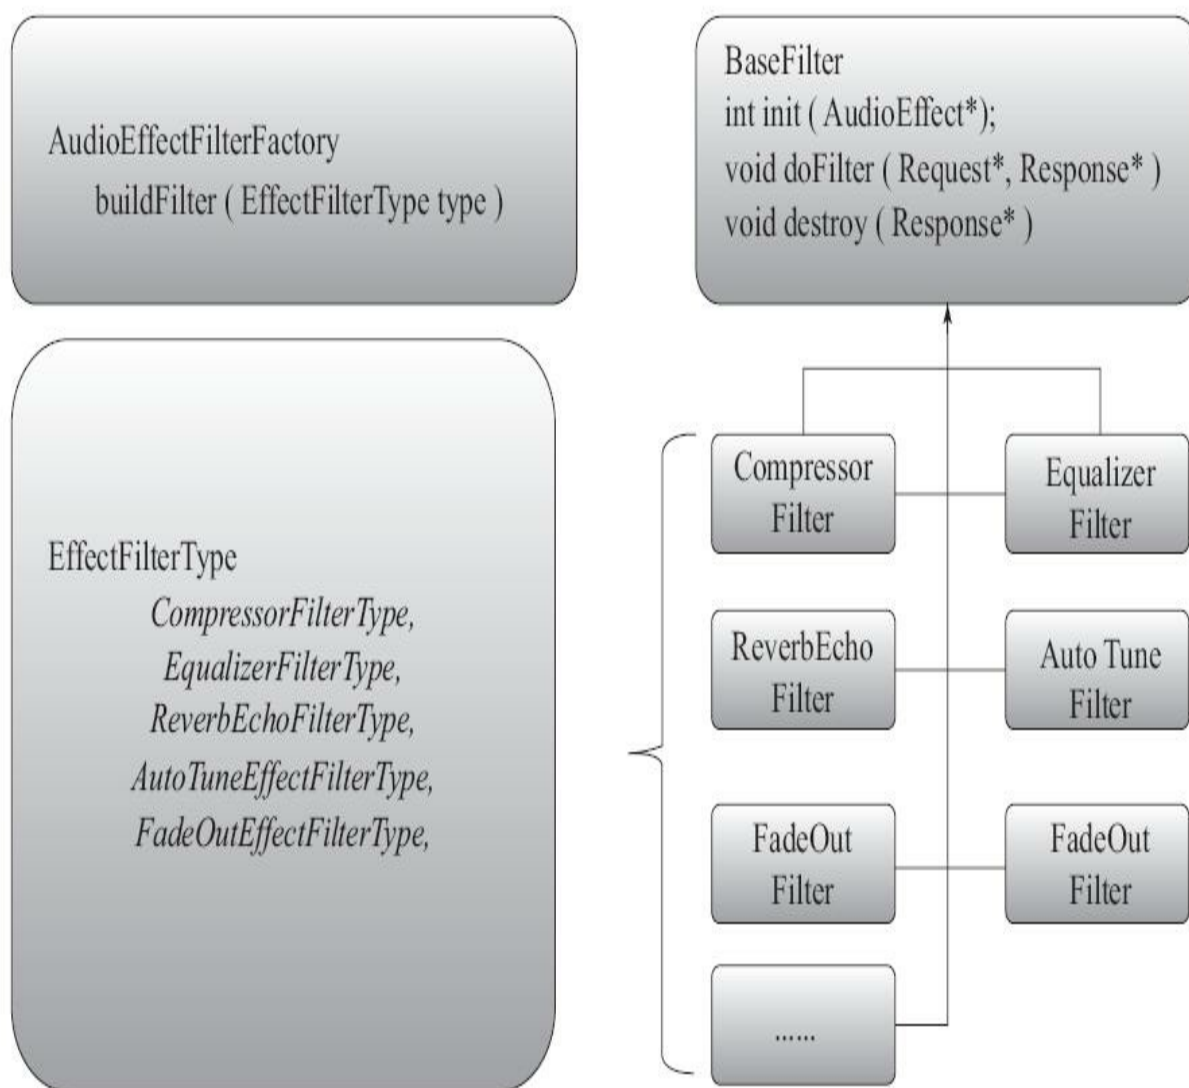 AudioEffectFilterFactory
buildFilter ( EffectFilterType type )
BaseFilter
int init ( AudioEffect*);
void doFilter ( Request*, Response* )
void destroy ( Response* )
EffectFilterType
CompressorFilterType,
EqualizerFilterType,
ReverbEchoFilterType,
AutoTuneEffectFilterType,
FadeOutEffectFilterType,
Compressor
Filter
Equalizer
Filter
ReverbEcho
Filter
Auto Tune
Filter
FadeOut
Filter
FadeOut
Filter
......